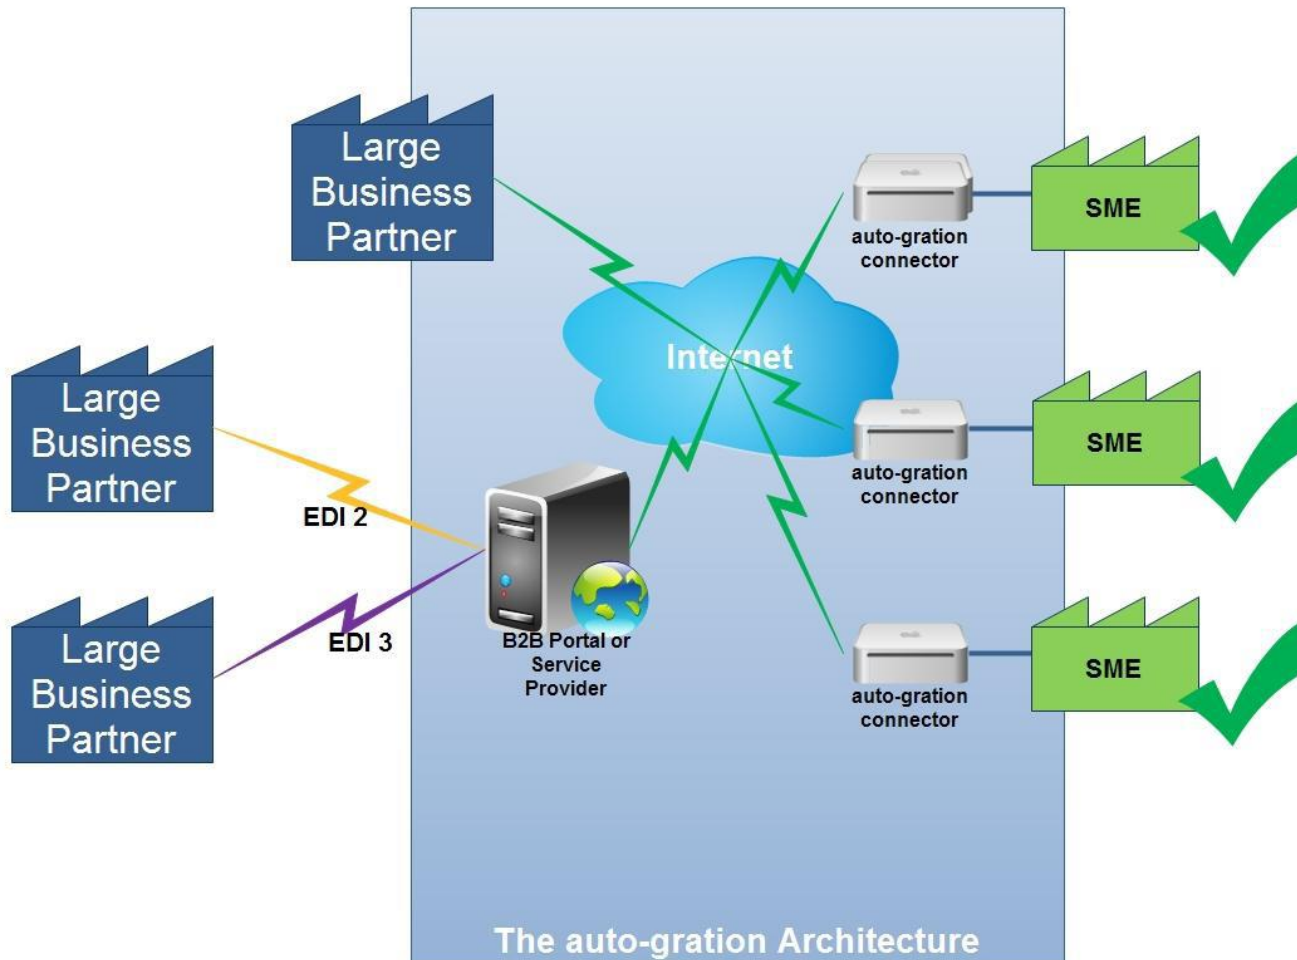 Large
Business
Partner
auto-gration
connector
SME
Internet
Large
Business
Partner
EDI 2
auto-gration
connector
SME
Large
Business
Partner
EDI 3
B2B Portal or
Service
Provider
auto-gration
connector
SME
The auto-gration Architecture